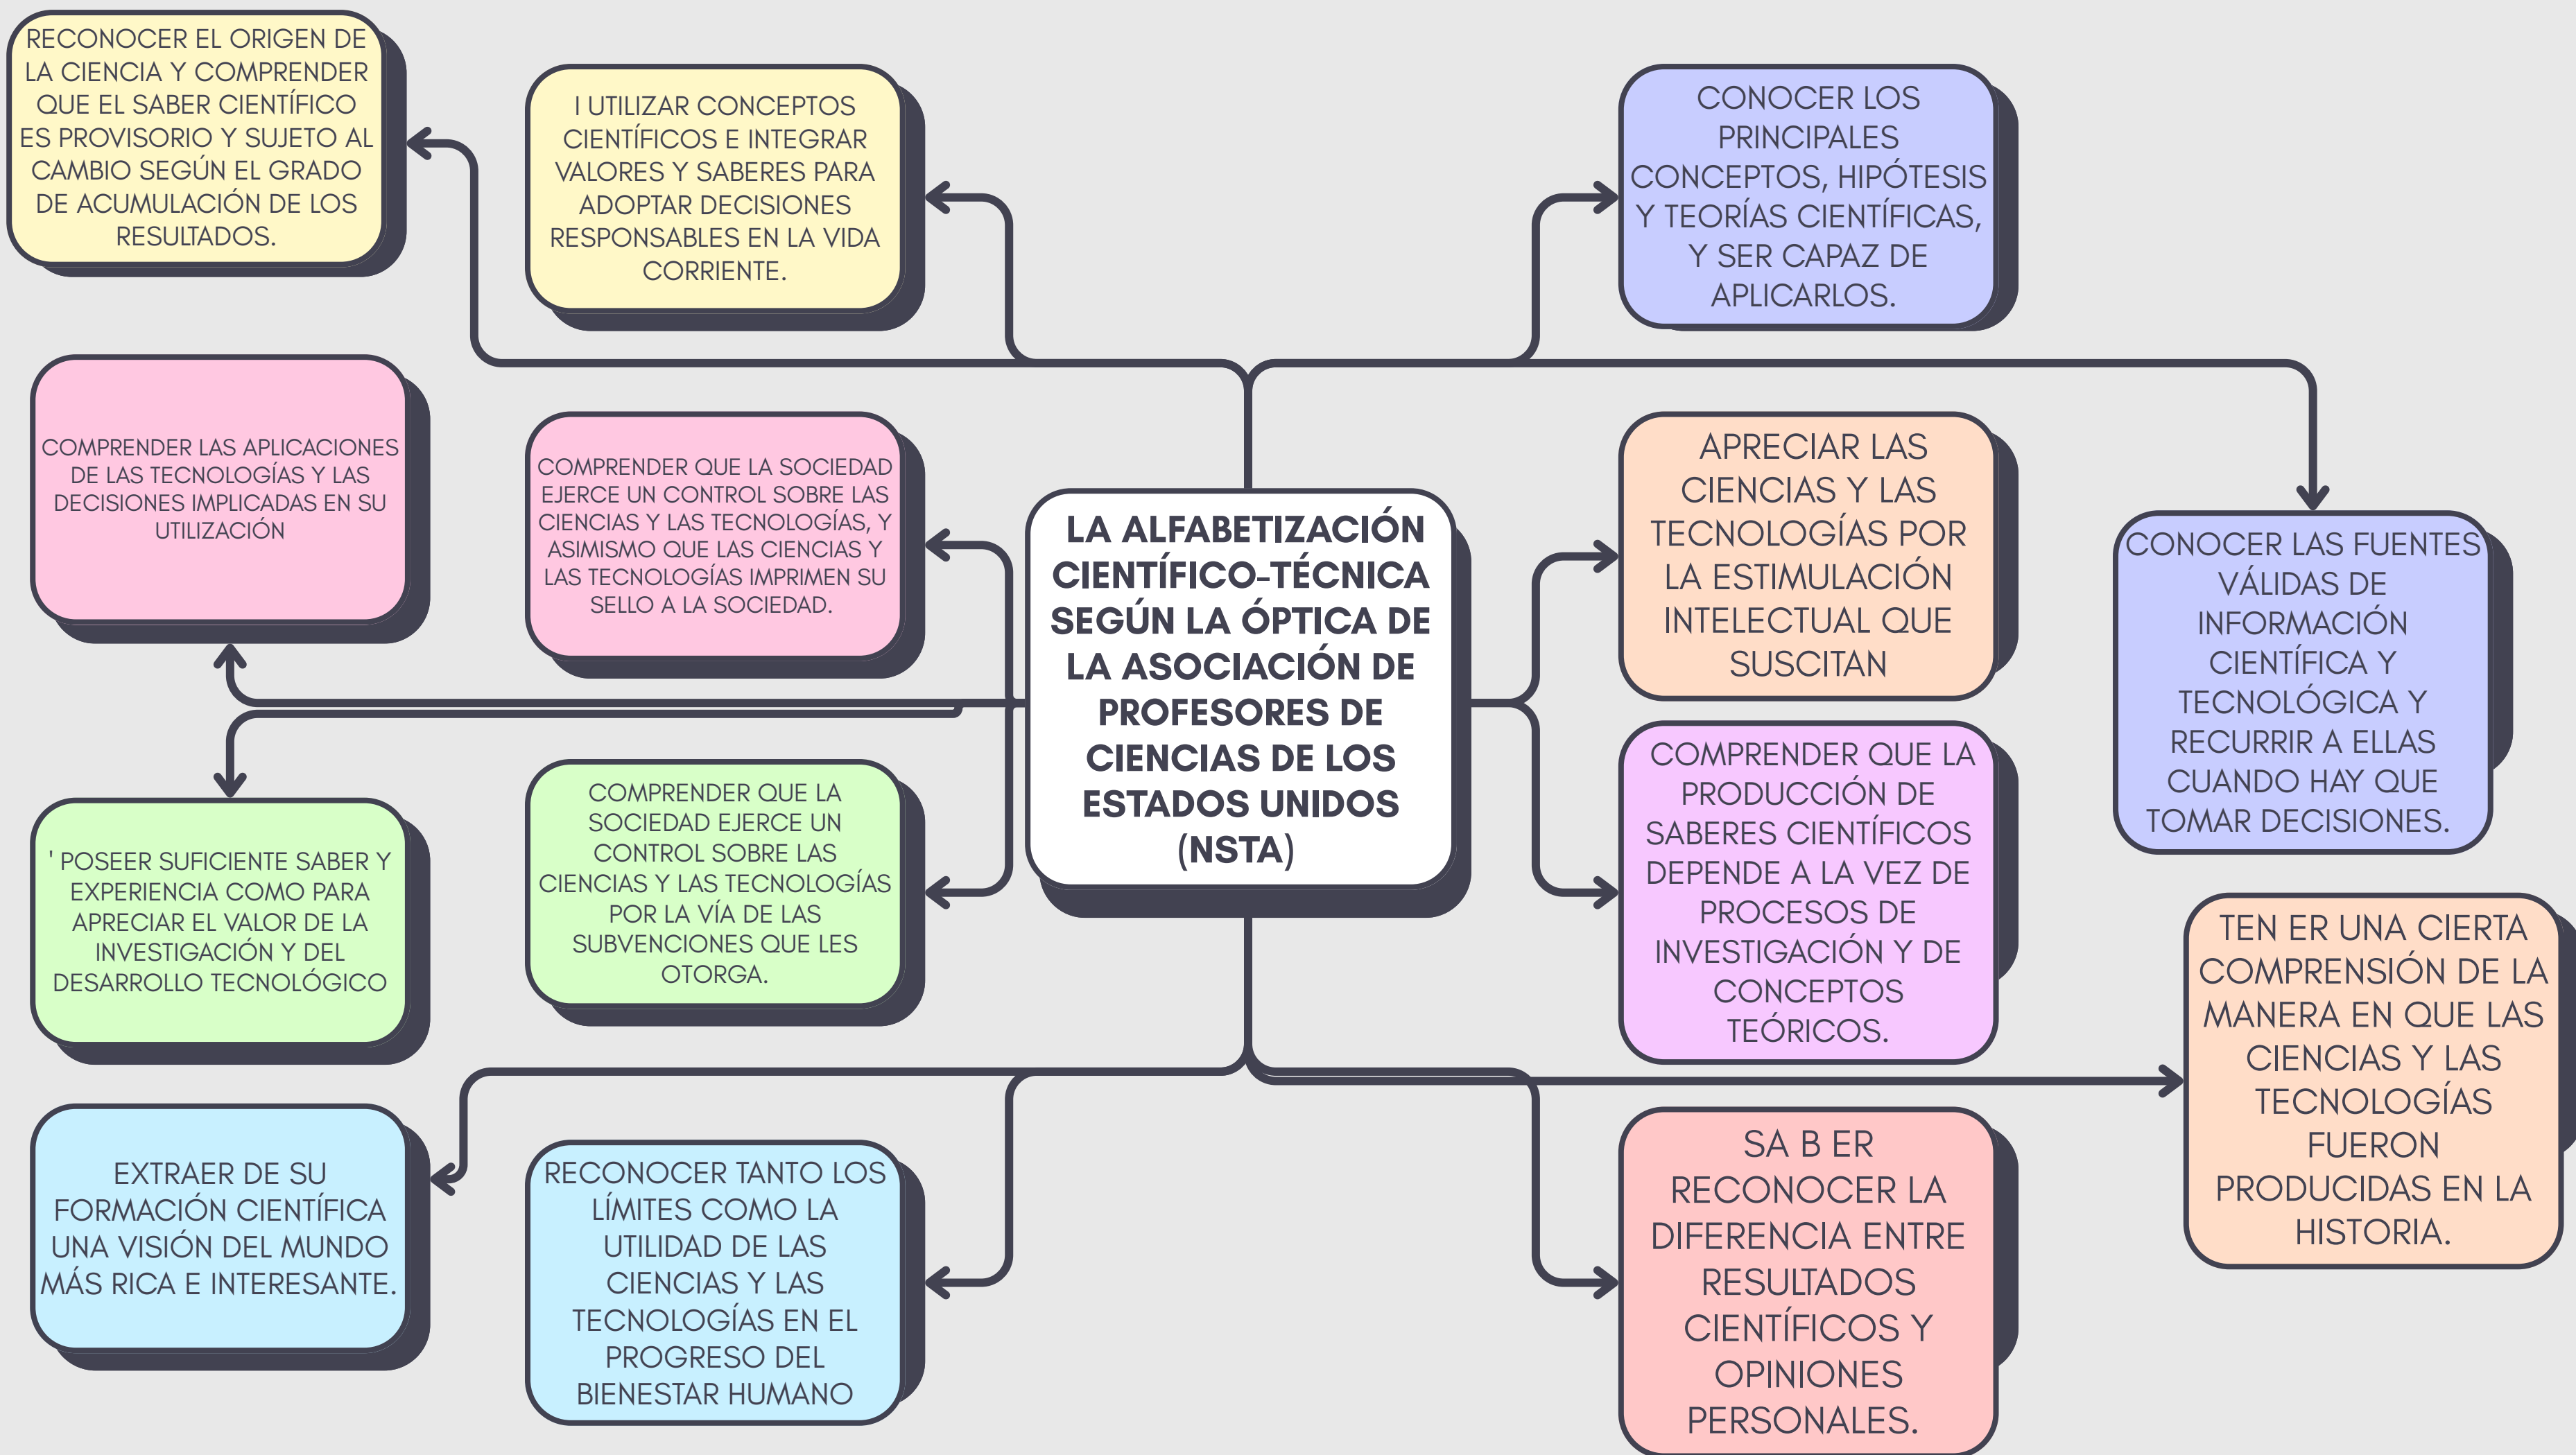 RECONOCER EL ORIGEN DE
LA CIENCIA Y COMPRENDER
QUE EL SABER CIENTÍFICO
ES PROVISORIO Y SUJETO AL
CAMBIO SEGÚN EL GRADO
DE ACUMULACIÓN DE LOS
RESULTADOS.
I UTILIZAR CONCEPTOS
CIENTÍFICOS E INTEGRAR
VALORES Y SABERES PARA
ADOPTAR DECISIONES
RESPONSABLES EN LA VIDA
CORRIENTE.
CONOCER LOS
PRINCIPALES
CONCEPTOS, HIPÓTESIS
Y TEORÍAS CIENTÍFICAS,
Y SER CAPAZ DE
APLICARLOS.
COMPRENDER LAS APLICACIONES
DE LAS TECNOLOGÍAS Y LAS
DECISIONES IMPLICADAS EN SU
UTILIZACIÓN
COMPRENDER QUE LA SOCIEDAD
EJERCE UN CONTROL SOBRE LAS
CIENCIAS Y LAS TECNOLOGÍAS, Y
ASIMISMO QUE LAS CIENCIAS Y
LAS TECNOLOGÍAS IMPRIMEN SU
SELLO A LA SOCIEDAD.
LA ALFABETIZACIÓN
CIENTÍFICO-TÉCNICA
SEGÚN LA ÓPTICA DE
LA ASOCIACIÓN DE
PROFESORES DE
CIENCIAS DE LOS
ESTADOS UNIDOS
(NSTA)
APRECIAR LAS
CIENCIAS Y LAS
TECNOLOGÍAS POR
LA ESTIMULACIÓN
INTELECTUAL QUE
SUSCITAN
CONOCER LAS FUENTES
VÁLIDAS DE
INFORMACIÓN
CIENTÍFICA Y
TECNOLÓGICA Y
RECURRIR A ELLAS
CUANDO HAY QUE
TOMAR DECISIONES.
' POSEER SUFICIENTE SABER Y
EXPERIENCIA COMO PARA
APRECIAR EL VALOR DE LA
INVESTIGACIÓN Y DEL
DESARROLLO TECNOLÓGICO
COMPRENDER QUE LA
SOCIEDAD EJERCE UN
CONTROL SOBRE LAS
CIENCIAS Y LAS TECNOLOGÍAS
POR LA VÍA DE LAS
SUBVENCIONES QUE LES
OTORGA.
COMPRENDER QUE LA
PRODUCCIÓN DE
SABERES CIENTÍFICOS
DEPENDE A LA VEZ DE
PROCESOS DE
INVESTIGACIÓN Y DE
CONCEPTOS
TEÓRICOS.
TEN ER UNA CIERTA
COMPRENSIÓN DE LA
MANERA EN QUE LAS
CIENCIAS Y LAS
TECNOLOGÍAS
FUERON
PRODUCIDAS EN LA
HISTORIA.
EXTRAER DE SU
FORMACIÓN CIENTÍFICA
UNA VISIÓN DEL MUNDO
MÁS RICA E INTERESANTE.
RECONOCER TANTO LOS
LÍMITES COMO LA
UTILIDAD DE LAS
CIENCIAS Y LAS
TECNOLOGÍAS EN EL
PROGRESO DEL
BIENESTAR HUMANO
SA B ER
RECONOCER LA
DIFERENCIA ENTRE
RESULTADOS
CIENTÍFICOS Y
OPINIONES
PERSONALES.